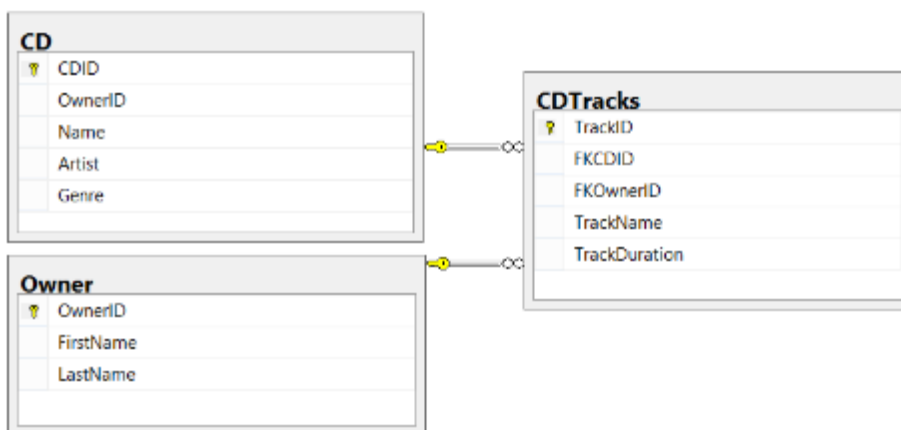 CD
CDID
OwnerID
Name
Artist
Genre
Owner
OwnerID
FirstName
LastName
CDTracks
TrackID
FKCDID
FKOwnerID
TrackName
TrackDuration